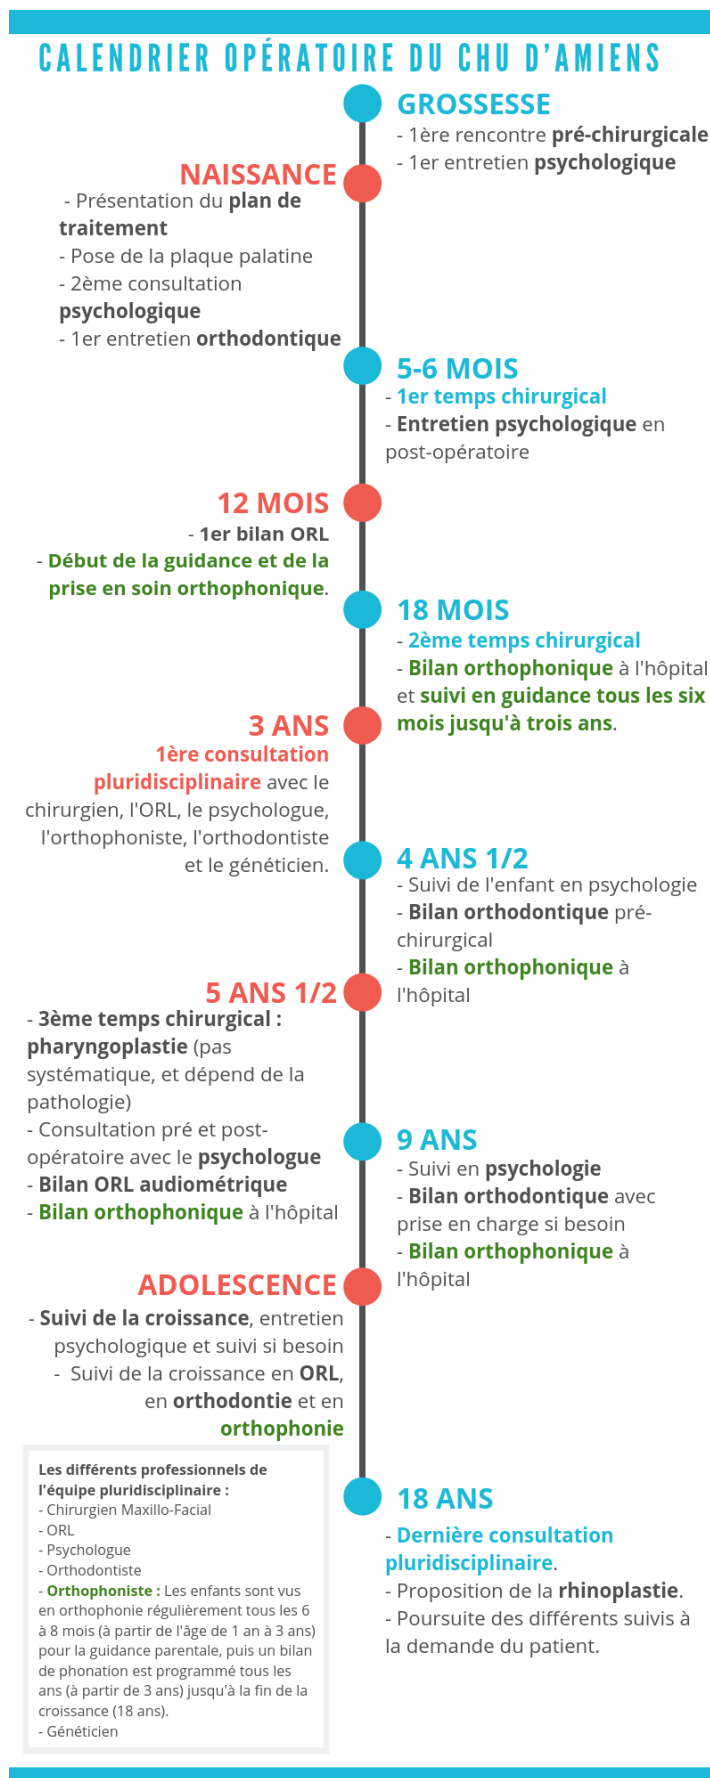 CALENDRIER OPÉRATOIRE DU CHU D'AMIENS
GROSSESSE
- 1ère rencontre pré-chirurgicale
- 1er entretien psychologique
NAISSANCE
- Présentation du plan de
traitement
- Pose de la plaque palatine
- 2ème consultation
psychologique
- 1er entretien orthodontique
5-6 MOIS
- 1er temps chirurgical
- Entretien psychologique en
post-opératoire
12 MOIS
- 1er bilan ORL
- Début de la guidance et de la
prise en soin orthophonique.
18 MOIS
- 2ème temps chirurgical
- Bilan orthophonique à l'hôpital
et suivi en guidance tous les six
mois jusqu'à trois ans.
3 ANS
1ère consultation
pluridisciplinaire avec le
chirurgien, l'ORL, le psychologue,
l'orthophoniste, l'orthodontiste
et le généticien.
4 ANS 1/2
- Suivi de l'enfant en psychologie
- Bilan orthodontique pré-
chirurgical
- Bilan orthophonique à
l'hôpital
5 ANS 1/2
- 3ème temps chirurgical :
pharyngoplastie (pas
systématique, et dépend de la
pathologie)
- Consultation pré et post-
opératoire avec le psychologue
- Bilan ORL audiométrique
- Bilan orthophonique à l'hôpital
9 ANS
- Suivi en psychologie
- Bilan orthodontique avec
prise en charge si besoin
- Bilan orthophonique à
l'hôpital
ADOLESCENCE
- Suivi de la croissance, entretien
psychologique et suivi si besoin
- Suivi de la croissance en ORL,
en orthodontie et en
orthophonie
Les différents professionnels de
l'équipe pluridisciplinaire :
- Chirurgien Maxillo-Facial
- ORL
- Psychologue
- Orthodontiste
- Orthophoniste : Les enfants sont vus
en orthophonie régulièrement tous les 6
à 8 mois (à partir de l'âge de 1 an à 3 ans)
pour la guidance parentale, puis un bilan
de phonation est programmé tous les
ans (à partir de 3 ans) jusqu'à la fin de la
croissance (18 ans).
- Généticien
18 ANS
- Dernière consultation
pluridisciplinaire.
- Proposition de la rhinoplastie.
- Poursuite des différents suivis à
la demande du patient.